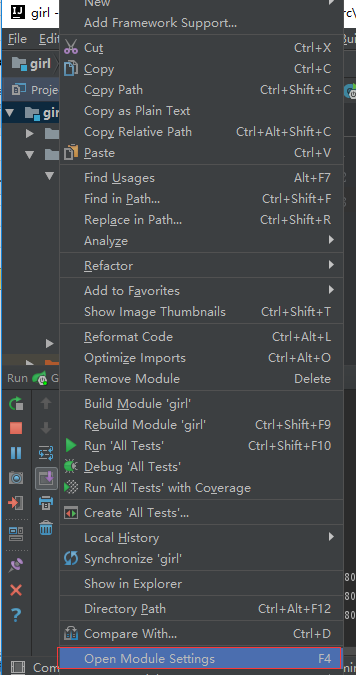 girl -
New
Add Framework Support...
File
Cut Ctrl+X
girl
Copy Ctrl+C
Copy Path Ctrl+Shift+C
Copy as Plain Text
Copy Relative Path Ctrl+Alt+Shift+C
Paste Ctrl+V
Find Usages Alt+F7
Find in Path... Ctrl+Shift+F
Replace in Path... Ctrl+Shift+R
Analyze
Refactor
Add to Favorites
Show Image Thumbnails Ctrl+Shift+T
Reformat Code Ctrl+Alt+L
Optimize Imports Ctrl+Alt+O
Remove Module Delete
Build Module 'girl'
Run
Rebuild Module 'girl' Ctrl+Shift+F9
Run 'All Tests' Ctrl+Shift+F10
Debug 'All Tests'
Run 'All Tests' with Coverage
Create 'All Tests'...
Local History
Synchronize 'girl'
Show in Explorer
80
Directory Path Ctrl+Alt+F12
80
80
Compare With... Ctrl+D
Open Module Settings F4